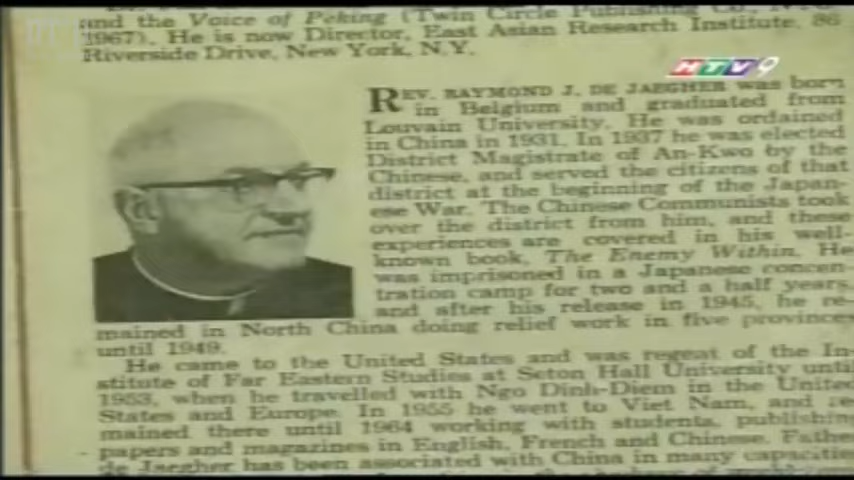 and the Voice of Peking (Twin Circle Publishing Co., N.Y.C.
1967). He is now Director, East Asian Research Institute, 86
Riverside Drive, New York, N.Y.
HTV9
REV. RAYMOND J. DE JAEGHER was born
in Belgium and graduated from
Louvain University. He was ordained
in China in 1931. In 1937 he was elected
District Magistrate of An-Kwo by the
Chinese, and served the citizens of that
district at the beginning of the Japan-
ese War. The Chinese Communists took
over the district from him, and these
experiences are covered in his well-
known book, The Enemy Within. He
was imprisoned in a Japanese concen-
tration camp for two and a half years,
and after his release in 1945, he re-
mained in North China doing relief work in five provinces
until 1949.
He came to the United States and was regent of the In-
stitute of Far Eastern Studies at Seton Hall University until
1953, when he travelled with Ngo Dinh-Diem in the United
States and Europe. In 1955 he went to Viet Nam, and re-
mained there until 1964 working with students, publishing
papers and magazines in English, French and Chinese. Father
de Jaegher has been associated with China in many capacities